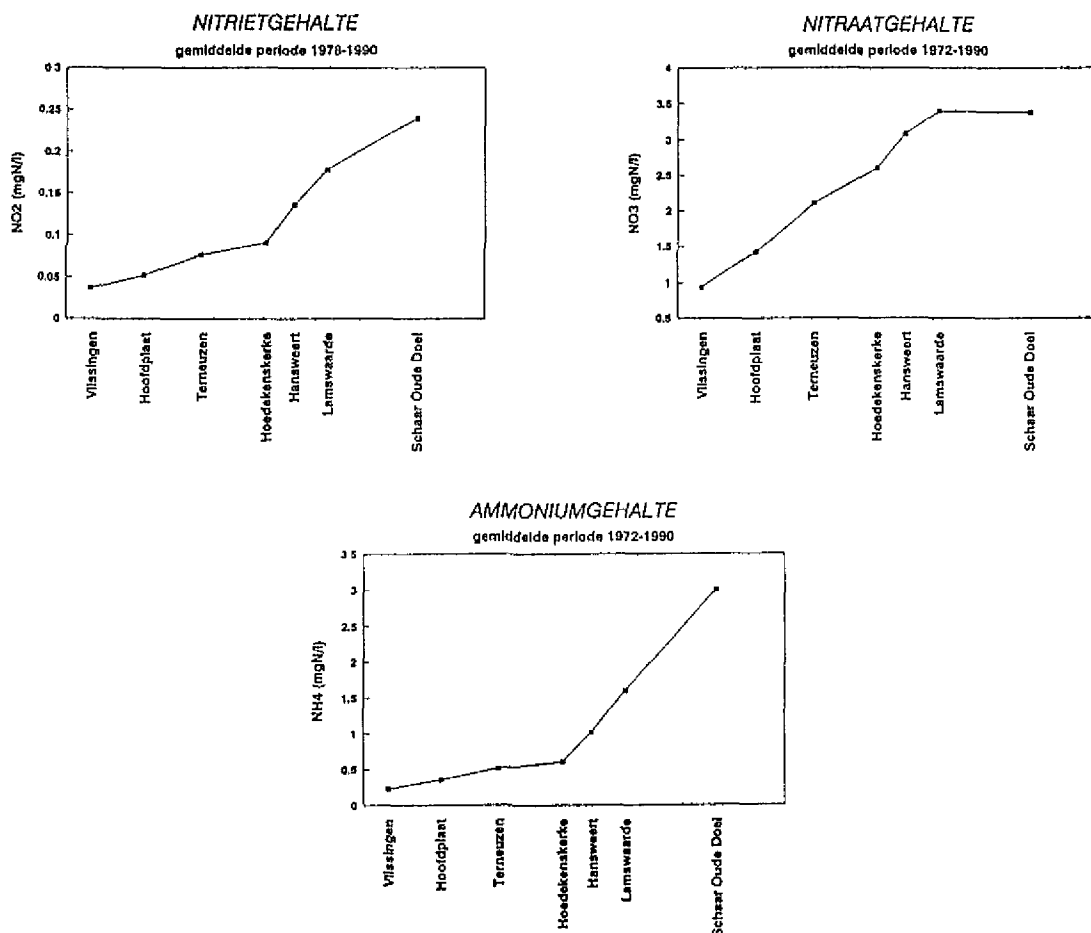 NITRIETGEHALTE
gemiddelde periode 1978-1990
NO2 (mgN/l)
0.3
0.25
0.2
0.15
0.1
0.05
0
Vlissingen
Hoofdplaat
Terneuzen
Hoedekenskerke
Hansweert
Lamswaarde
Schaar Oude Doel
NITRAATGEHALTE
gemiddelde periode 1972-1990
NO3 (mgN/l)
4
3.5
3
2.5
2
1.5
1
0.5
Vlissingen
Hoofdplaat
Terneuzen
Hoedekenskerke
Hansweert
Lamswaarde
Schaar Oude Doel
AMMONIUMGEHALTE
gemiddelde periode 1972-1990
NH4 (mgN/l)
3.5
3
2.5
2
1.5
1
0.5
0
Vlissingen
Hoofdplaat
Terneuzen
Hoedekenskerke
Hansweert
Lamswaarde
Schaar Oude Doel